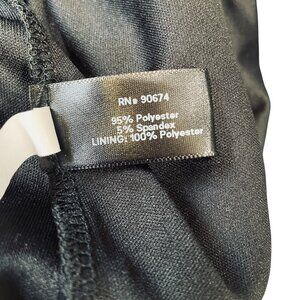 RN# 90674
95% Polyester
5% Spandex
LINING: 100% Polyester